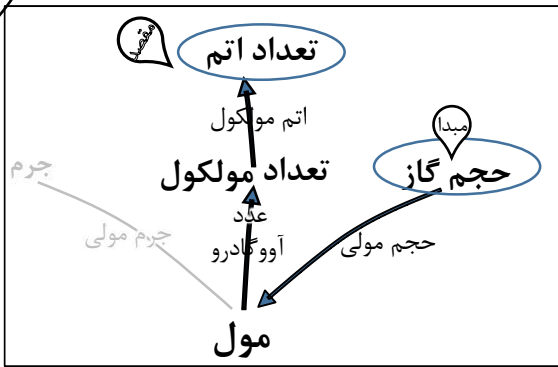 مقصد
تعداد اتم
اتم مولکول
مبدا
حجم گاز
تعداد مولکول
جرم
عدد
آووگادرو
حجم مولی
جرم مولی
مول